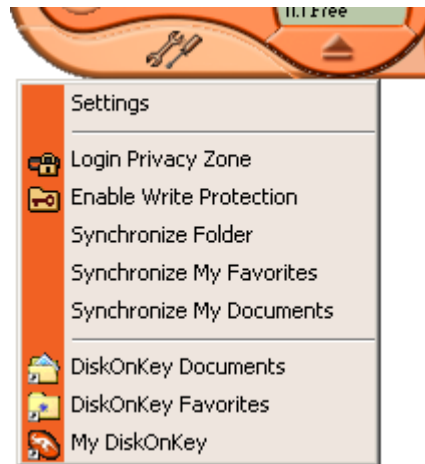 Free
Settings
Login Privacy Zone
Enable Write Protection
Synchronize Folder
Synchronize My Favorites
Synchronize My Documents
DiskOnKey Documents
DiskOnKey Favorites
My DiskOnKey